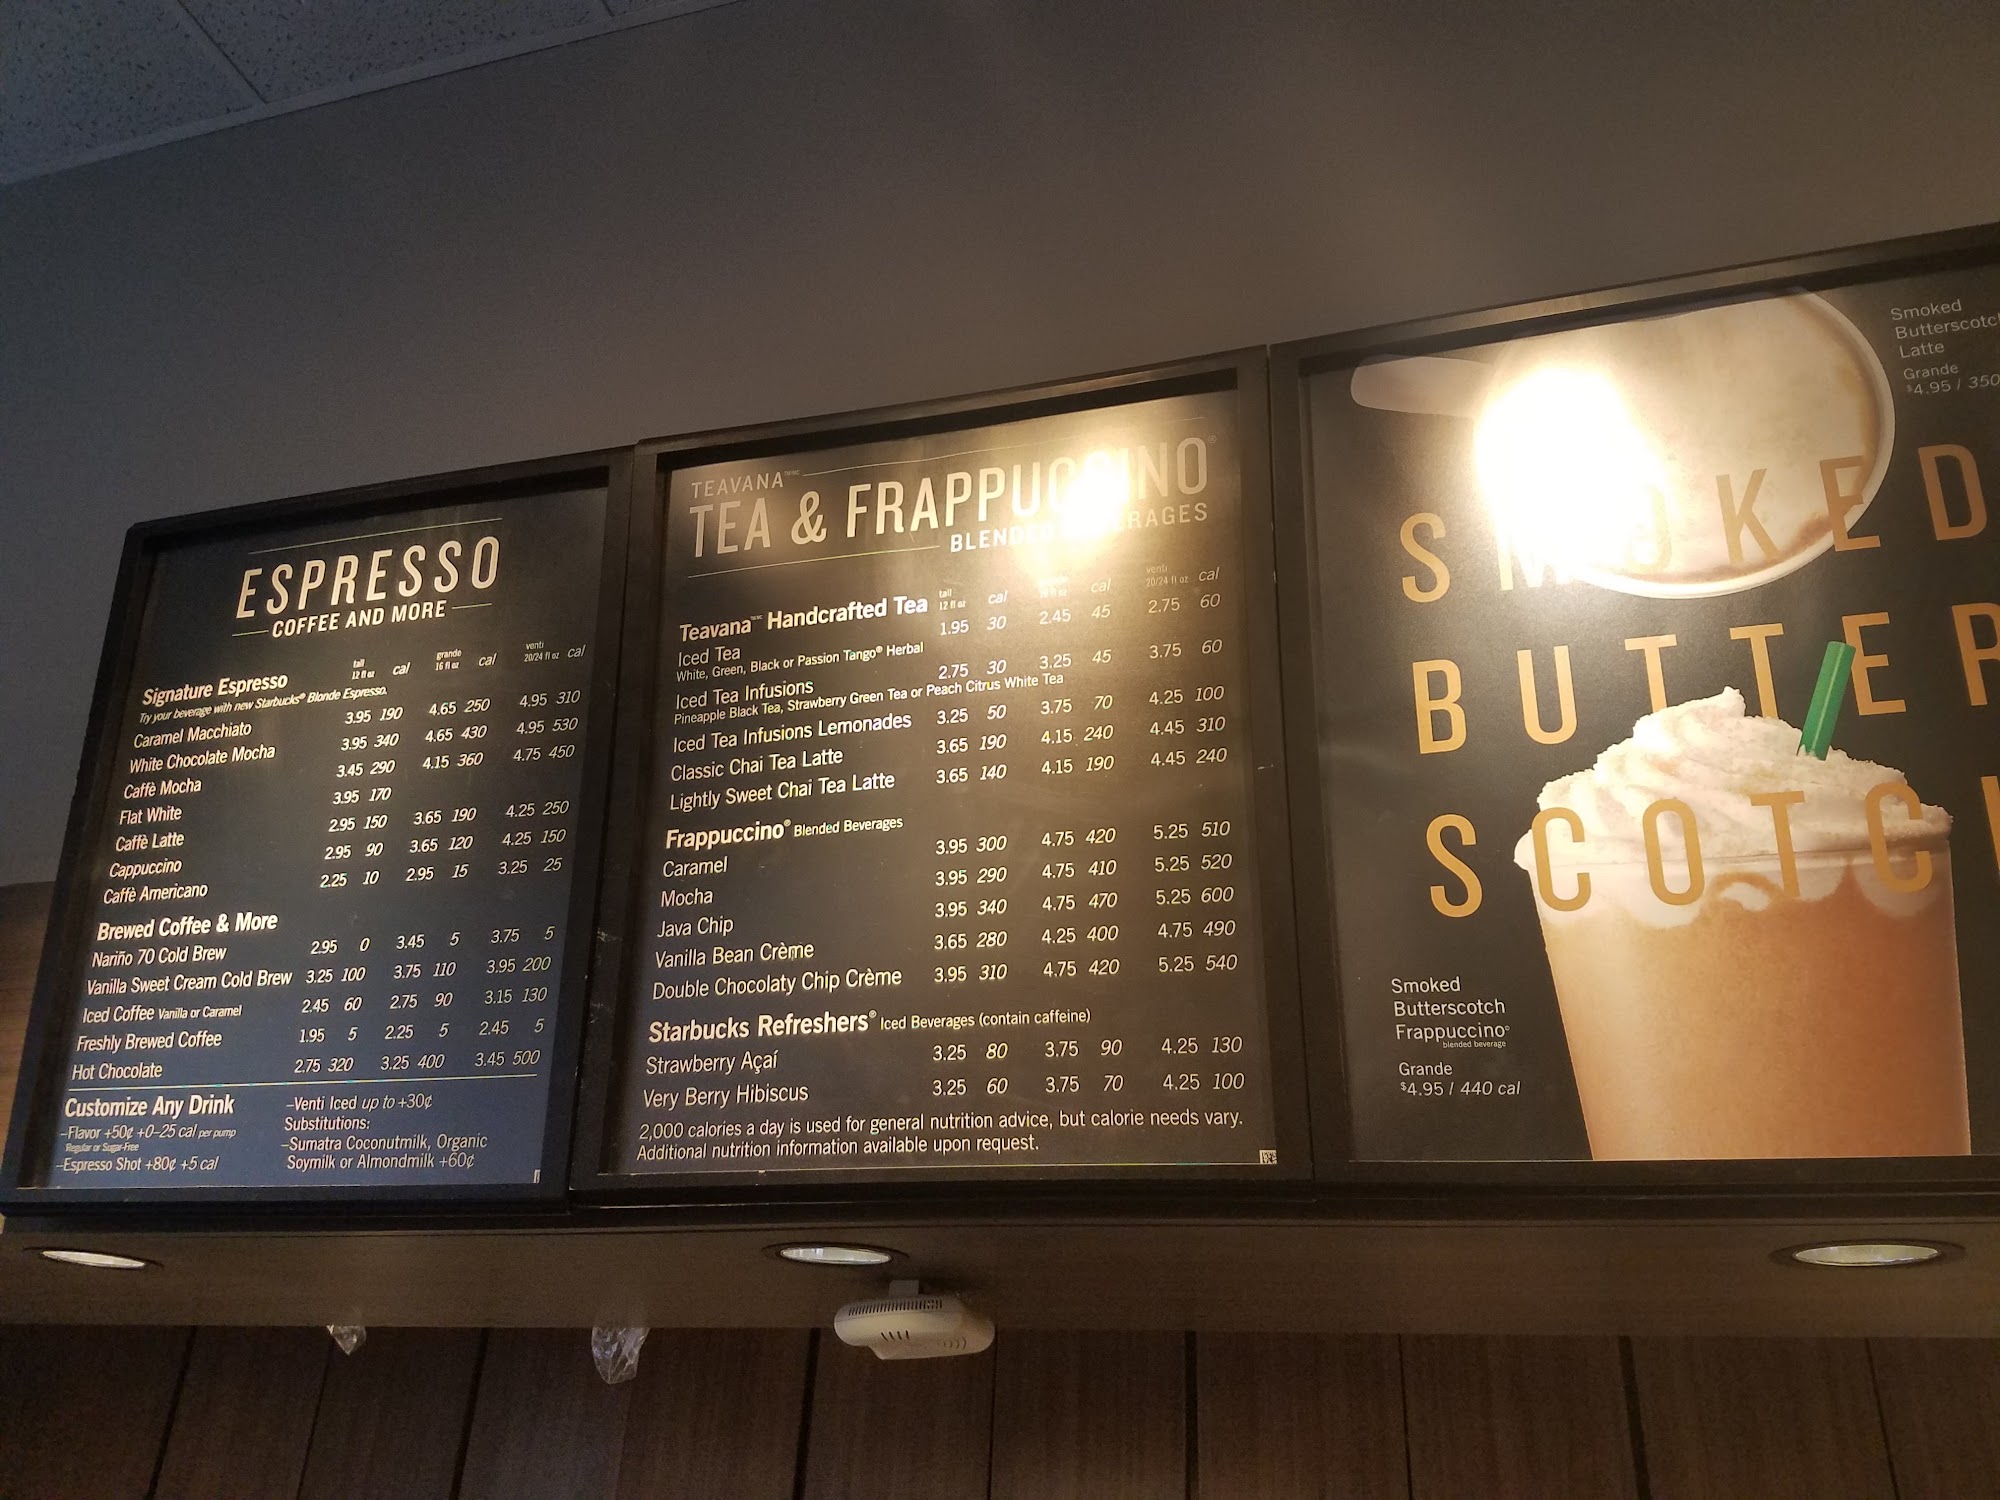 ESPRESSO
COFFEE AND MORE
tall 12 fl oz cal grande 16 fl oz cal venti 20/24 fl oz cal
Signature Espresso
Try your beverage with new Starbucks® Blonde Espresso.
Caramel Macchiato 3.95 190 4.65 250 4.95 310
White Chocolate Mocha 3.95 340 4.65 430 4.95 530
Caffè Mocha 3.45 290 4.15 360 4.75 450
Flat White 3.95 170
Caffè Latte 2.95 150 3.65 190 4.25 250
Cappuccino 2.95 90 3.65 120 4.25 150
Caffè Americano 2.25 10 2.95 15 3.25 25
Brewed Coffee & More
Nariño 70 Cold Brew 2.95 0 3.45 5 3.75 5
Vanilla Sweet Cream Cold Brew 3.25 100 3.75 110 3.95 200
Iced Coffee Vanilla or Caramel 2.45 60 2.75 90 3.15 130
Freshly Brewed Coffee 1.95 5 2.25 5 2.45 5
Hot Chocolate 2.75 320 3.25 400 3.45 500
Customize Any Drink
–Flavor +50¢ +0–25 cal per pump
Regular or Sugar-Free
–Espresso Shot +80¢ +5 cal
–Venti Iced up to +30¢
Substitutions:
–Sumatra Coconutmilk, Organic
Soymilk or Almondmilk +60¢
TEAVANA
TEA & FRAPPUCCINO®
BLENDED BEVERAGES
tall 12 fl oz cal 16 fl oz cal venti 20/24 fl oz cal
Teavana Handcrafted Tea
Iced Tea 1.95 30 2.45 45 2.75 60
White, Green, Black or Passion Tango® Herbal
Iced Tea Infusions 2.75 30 3.25 45 3.75 60
Pineapple Black Tea, Strawberry Green Tea or Peach Citrus White Tea
Iced Tea Infusions Lemonades 3.25 50 3.75 70 4.25 100
Classic Chai Tea Latte 3.65 190 4.15 240 4.45 310
Lightly Sweet Chai Tea Latte 3.65 140 4.15 190 4.45 240
Frappuccino® Blended Beverages
Caramel 3.95 300 4.75 420 5.25 510
Mocha 3.95 290 4.75 410 5.25 520
Java Chip 3.95 340 4.75 470 5.25 600
Vanilla Bean Crème 3.65 280 4.25 400 4.75 490
Double Chocolaty Chip Crème 3.95 310 4.75 420 5.25 540
Starbucks Refreshers® Iced Beverages (contain caffeine)
Strawberry Açaí 3.25 80 3.75 90 4.25 130
Very Berry Hibiscus 3.25 60 3.75 70 4.25 100
2,000 calories a day is used for general nutrition advice, but calorie needs vary.
Additional nutrition information available upon request.
Smoked
Butterscotc
Latte
Grande
$4.95 / 350
SMOKED
BUTTER
SCOTC
Smoked
Butterscotch
Frappuccino®
blended beverage
Grande
$4.95 / 440 cal